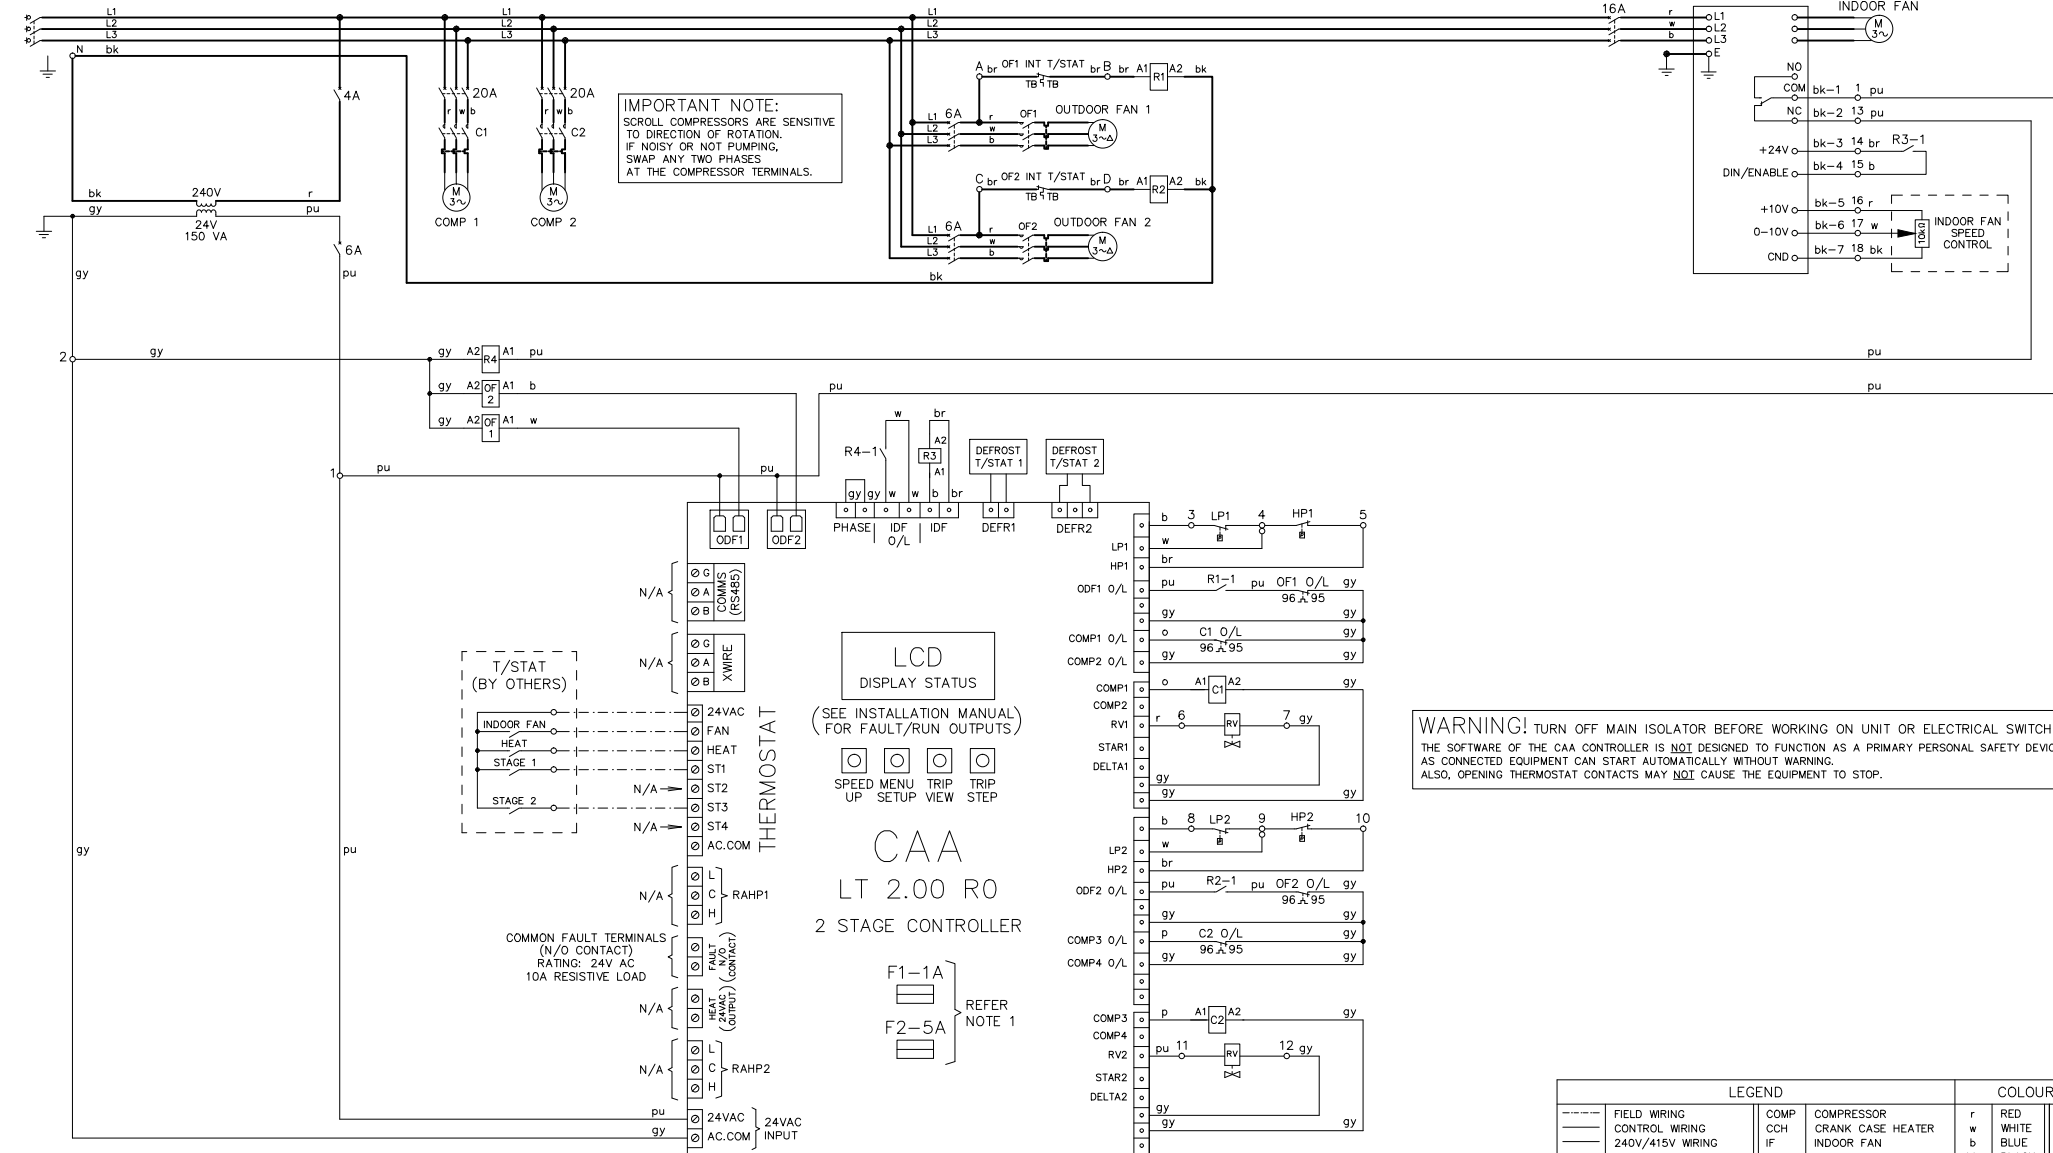 L1 L1 L1 16A r L1 INDOOR FAN
L2 L2 L2 w L2 M 3~
L3 L3 L3 b L3
N bk E
4A 20A 20A
r w b r w b
C1 C2
M 3~ M 3~
COMP 1 COMP 2
IMPORTANT NOTE:
SCROLL COMPRESSORS ARE SENSITIVE
TO DIRECTION OF ROTATION.
IF NOISY OR NOT PUMPING,
SWAP ANY TWO PHASES
AT THE COMPRESSOR TERMINALS.
A br OF1 INT T/STAT br B br A1 R1 A2 bk
TB TB
OUTDOOR FAN 1
L1 6A r OF1 M 3~Δ
L2 w
L3 b
C br OF2 INT T/STAT br D br A1 R2 A2 bk
TB TB
OUTDOOR FAN 2
L1 6A r OF2 M 3~Δ
L2 w
L3 b
bk
NO
COM bk-1 1 pu
NC bk-2 13 pu
+24V bk-3 14 br R3-1
DIN/ENABLE bk-4 15 b
+10V bk-5 16 r
0-10V bk-6 17 w
CND bk-7 18 bk
10kΩ
INDOOR FAN
SPEED
CONTROL
bk 240V r
gy 24V pu
150 VA
6A
gy pu
2 gy gy A2 R4 A1 pu pu
gy A2 OF 2 A1 b pu pu
gy A2 OF 1 A1 w
1 pu pu
w br
R4-1 A2 R3 A1
DEFROST
T/STAT 1
DEFROST
T/STAT 2
gy gy w w b br
ODF1 ODF2 PHASE IDF O/L IDF DEFR1 DEFR2
N/A G A B COMMS (RS485)
N/A G A B XWIRE
T/STAT
(BY OTHERS)
INDOOR FAN
HEAT
STAGE 1
STAGE 2
24VAC
FAN
HEAT
ST1
N/A ST2
ST3
N/A ST4
AC.COM
THERMOSTAT
N/A L C H RAHP1
COMMON FAULT TERMINALS
(N/O CONTACT)
RATING: 24V AC
10A RESISTIVE LOAD
FAULT (N/O CONTACT)
N/A HEAT (24VAC OUTPUT)
N/A L C H RAHP2
gy pu
pu 24VAC
gy AC.COM
24VAC
INPUT
LCD
DISPLAY STATUS
(SEE INSTALLATION MANUAL)
(FOR FAULT/RUN OUTPUTS)
SPEED UP
MENU SETUP
TRIP VIEW
TRIP STEP
CAA
LT 2.00 R0
2 STAGE CONTROLLER
F1-1A
F2-5A
REFER
NOTE 1
b 3 LP1 4 HP1 5
LP1 w
HP1 br
ODF1 O/L pu R1-1 pu OF1 O/L gy
96 95
gy gy
COMP1 O/L o C1 O/L gy
96 95
COMP2 O/L gy gy
COMP1 o A1 C1 A2 gy
COMP2
RV1 r 6 RV 7 gy
STAR1
DELTA1
gy
gy gy
b 8 LP2 9 HP2 10
LP2 w
HP2 br
ODF2 O/L pu R2-1 pu OF2 O/L gy
96 95
gy gy
COMP3 O/L p C2 O/L gy
96 95
COMP4 O/L gy gy
COMP3 p A1 C2 A2 gy
COMP4
RV2 pu 11 RV 12 gy
STAR2
DELTA2
gy
gy gy
WARNING! TURN OFF MAIN ISOLATOR BEFORE WORKING ON UNIT OR ELECTRICAL SWITCH
THE SOFTWARE OF THE CAA CONTROLLER IS NOT DESIGNED TO FUNCTION AS A PRIMARY PERSONAL SAFETY DEVIC
AS CONNECTED EQUIPMENT CAN START AUTOMATICALLY WITHOUT WARNING.
ALSO, OPENING THERMOSTAT CONTACTS MAY NOT CAUSE THE EQUIPMENT TO STOP.
LEGEND COLOUR
FIELD WIRING COMP COMPRESSOR r RED
CONTROL WIRING CCH CRANK CASE HEATER w WHITE
240V/415V WIRING IF INDOOR FAN b BLUE